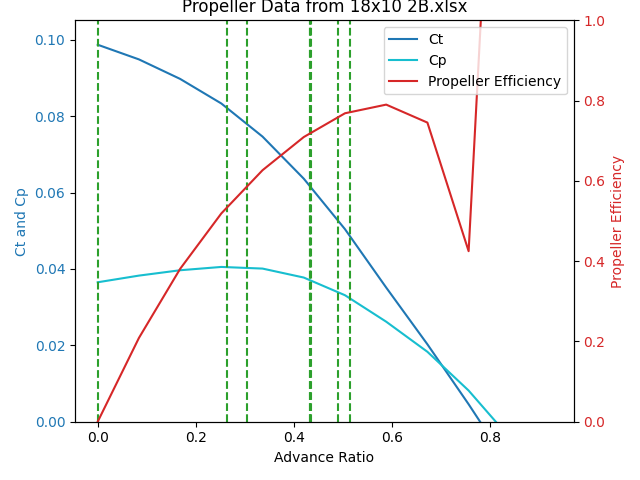 Propeller Data from 18x10 2B.xlsx
Ct
Cp
Propeller Efficiency
0.10
0.08
0.06
0.04
0.02
0.00
Ct and Cp
1.0
0.8
0.6
0.4
0.2
0.0
Propeller Efficiency
0.0 0.2 0.4 0.6 0.8
Advance Ratio